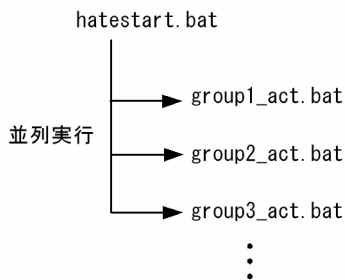 hatestart.bat
group1_act.bat
並列実行
group2_act.bat
group3_act.bat